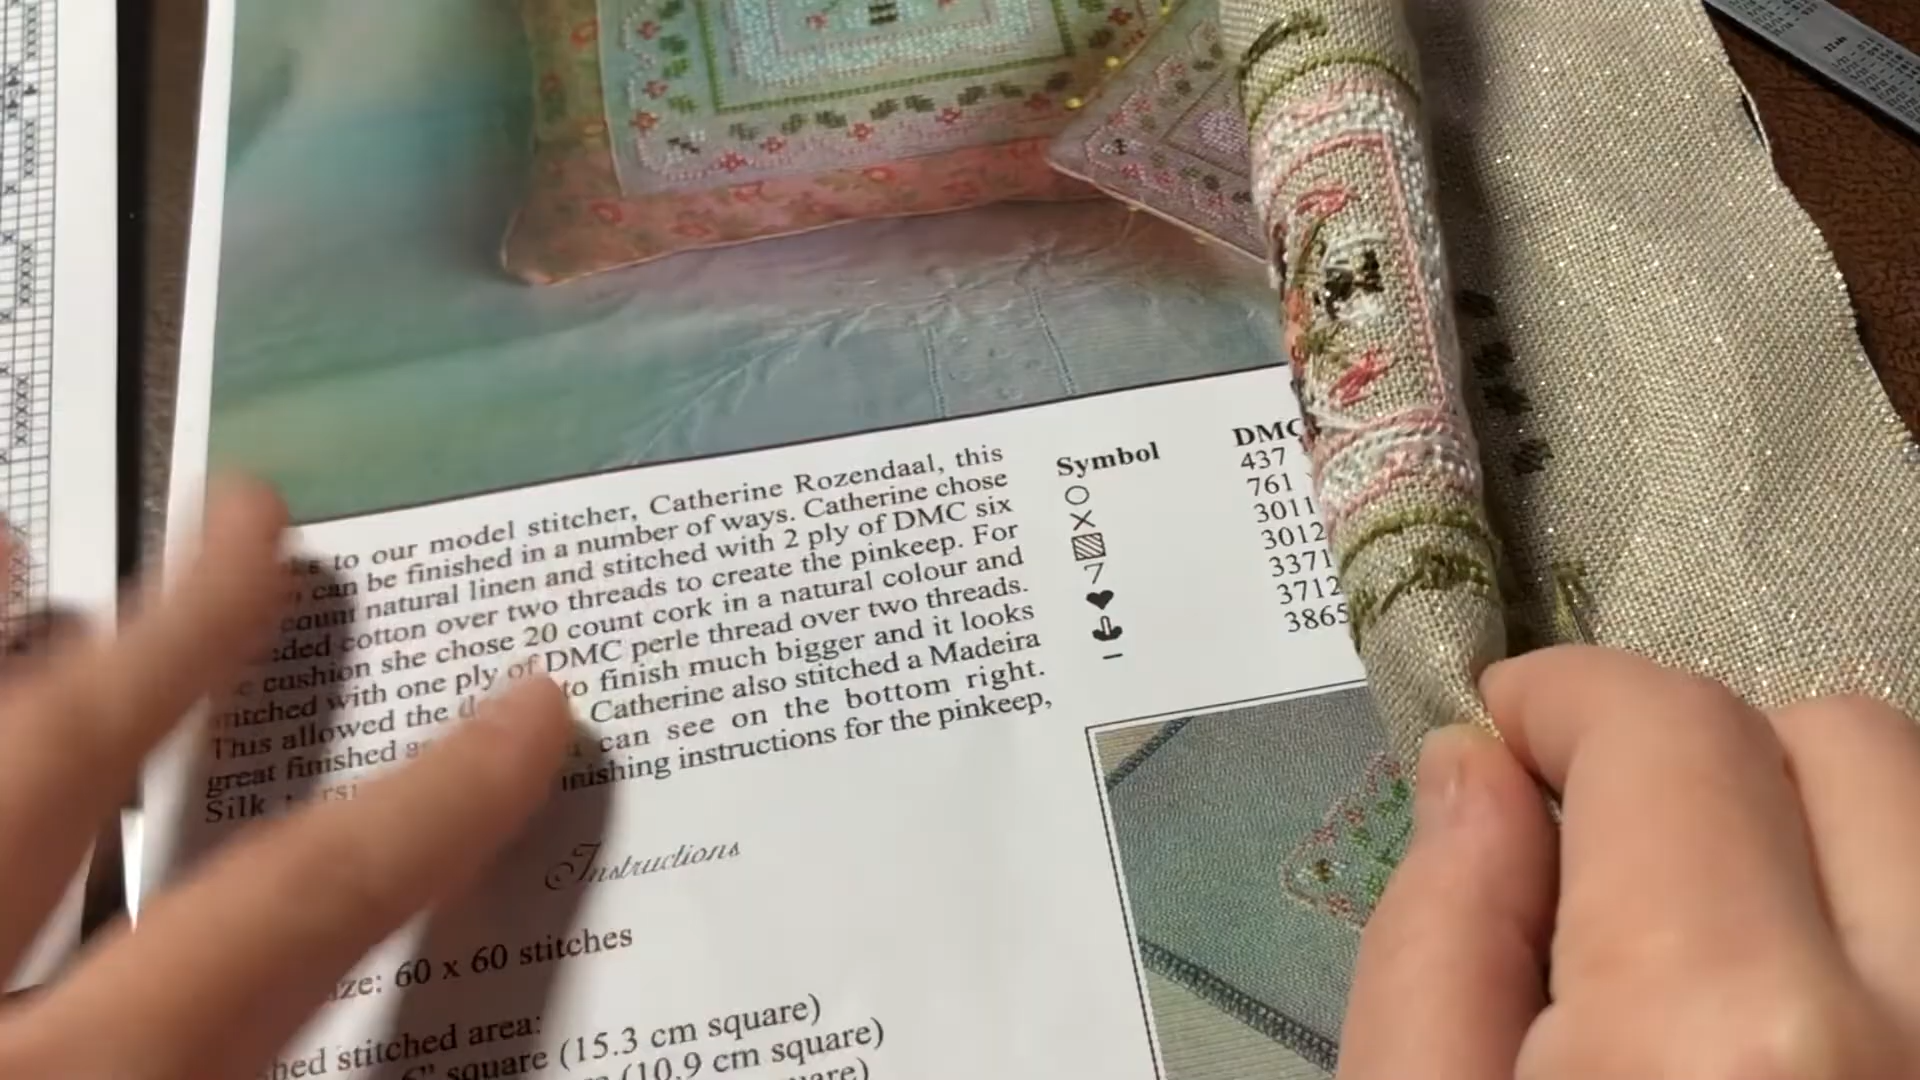 to our model stitcher, Catherine Rozendaal, this
can be finished in a number of ways. Catherine chose
count natural linen and stitched with 2 ply of DMC six
cotton over two threads to create the pinkeep. For
cushion she chose 20 count cork in a natural colour and
stitched with one ply of DMC perle thread over two threads.
This allowed the to finish much bigger and it looks
great finished Catherine also stitched a Madeira
Silk can see on the bottom right.
finishing instructions for the pinkeep,
Instructions
60 x 60 stitches
stitched area:
6" square (15.3 cm square)
(10.9 cm square)
Symbol
DMC
437
761
3011
3012
7 3371
3712
3865